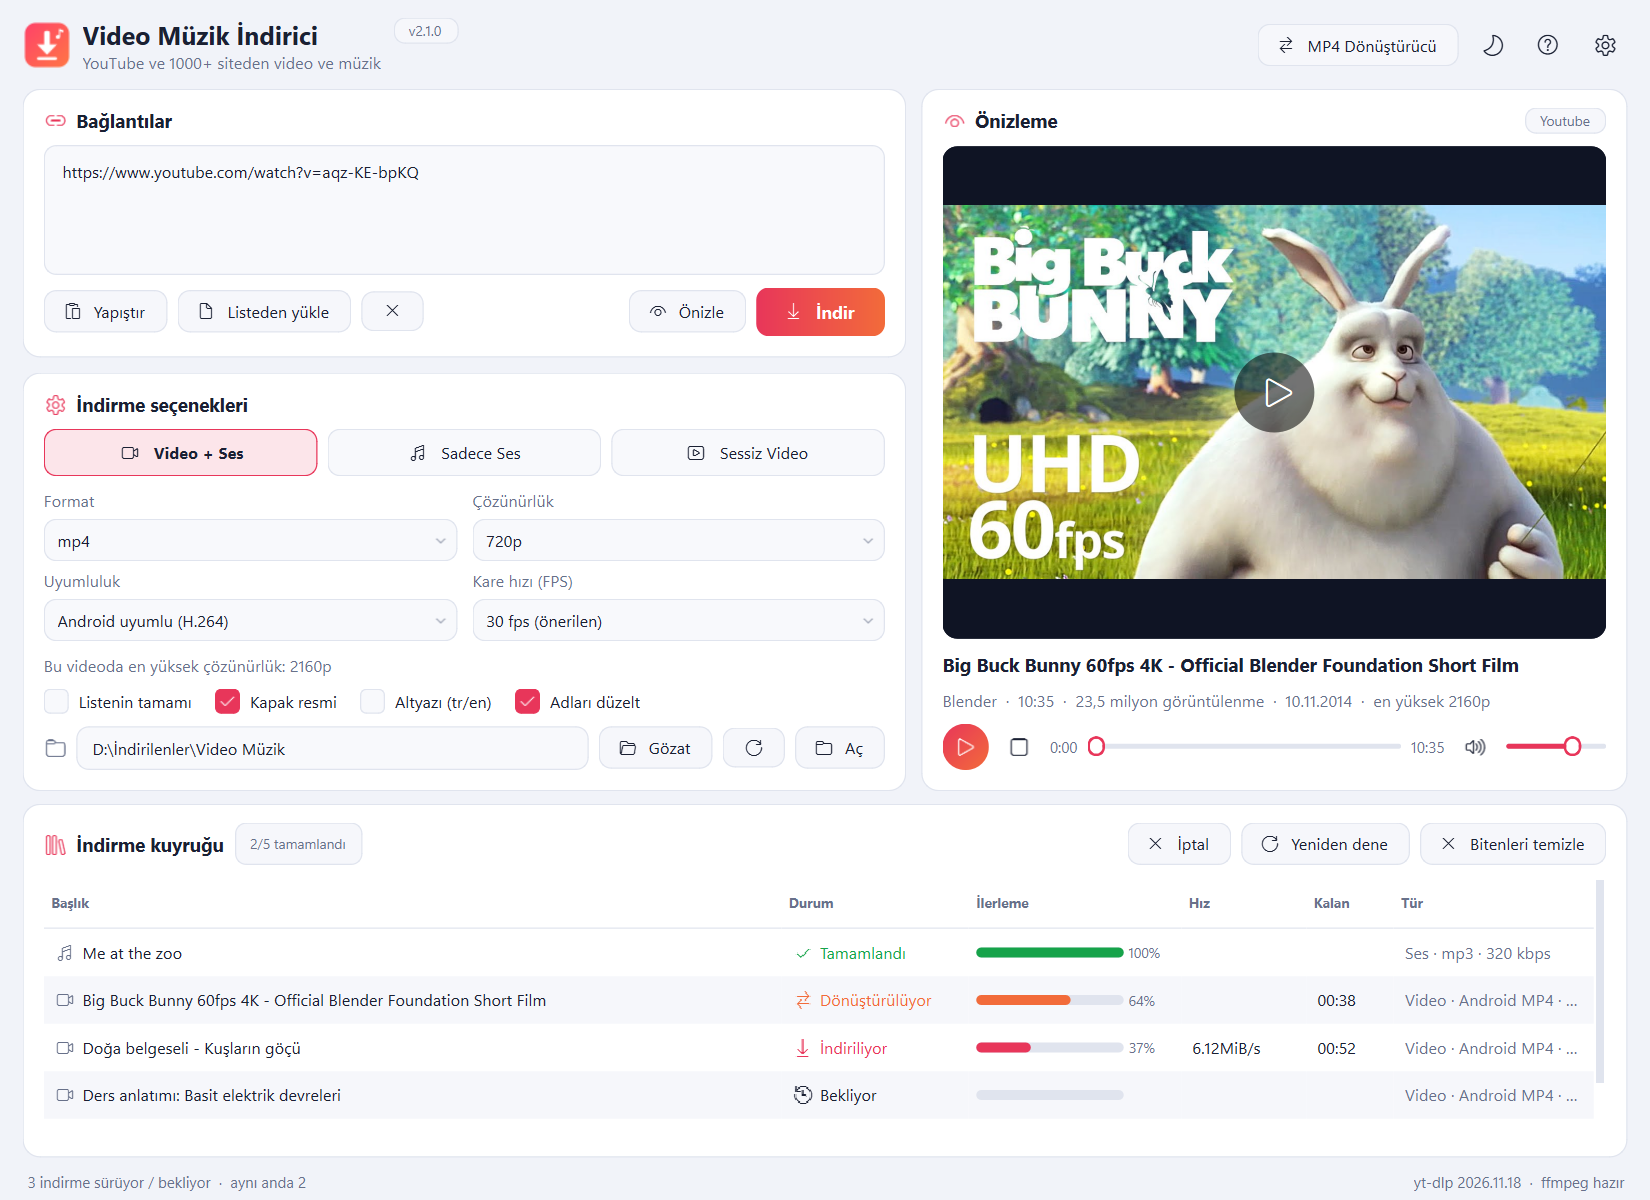 Video Müzik İndirici
v2.1.0
YouTube ve 1000+ siteden video ve müzik
MP4 Dönüştürücü
Bağlantılar
https://www.youtube.com/watch?v=aqz-KE-bpKQ
Yapıştır
Listeden yükle
Önizle
İndir
İndirme seçenekleri
Video + Ses
Sadece Ses
Sessiz Video
Format
Çözünürlük
mp4
720p
Uyumluluk
Kare hızı (FPS)
Android uyumlu (H.264)
30 fps (önerilen)
Bu videoda en yüksek çözünürlük: 2160p
Listenin tamamı
Kapak resmi
Altyazı (tr/en)
Adları düzelt
D:\İndirilenler\Video Müzik
Gözat
Aç
Önizleme
Youtube
Big Buck
BUNNY
UHD
60fps
Big Buck Bunny 60fps 4K - Official Blender Foundation Short Film
Blender · 10:35 · 23,5 milyon görüntülenme · 10.11.2014 · en yüksek 2160p
0:00
10:35
İndirme kuyruğu
2/5 tamamlandı
İptal
Yeniden dene
Bitenleri temizle
Başlık Durum İlerleme Hız Kalan Tür
Me at the zoo Tamamlandı 100% Ses · mp3 · 320 kbps
Big Buck Bunny 60fps 4K - Official Blender Foundation Short Film Dönüştürülüyor 64% 00:38 Video · Android MP4 · ...
Doğa belgeseli - Kuşların göçü İndiriliyor 37% 6.12MiB/s 00:52 Video · Android MP4 · ...
Ders anlatımı: Basit elektrik devreleri Bekliyor Video · Android MP4 · ...
3 indirme sürüyor / bekliyor · aynı anda 2
yt-dlp 2026.11.18 · ffmpeg hazır